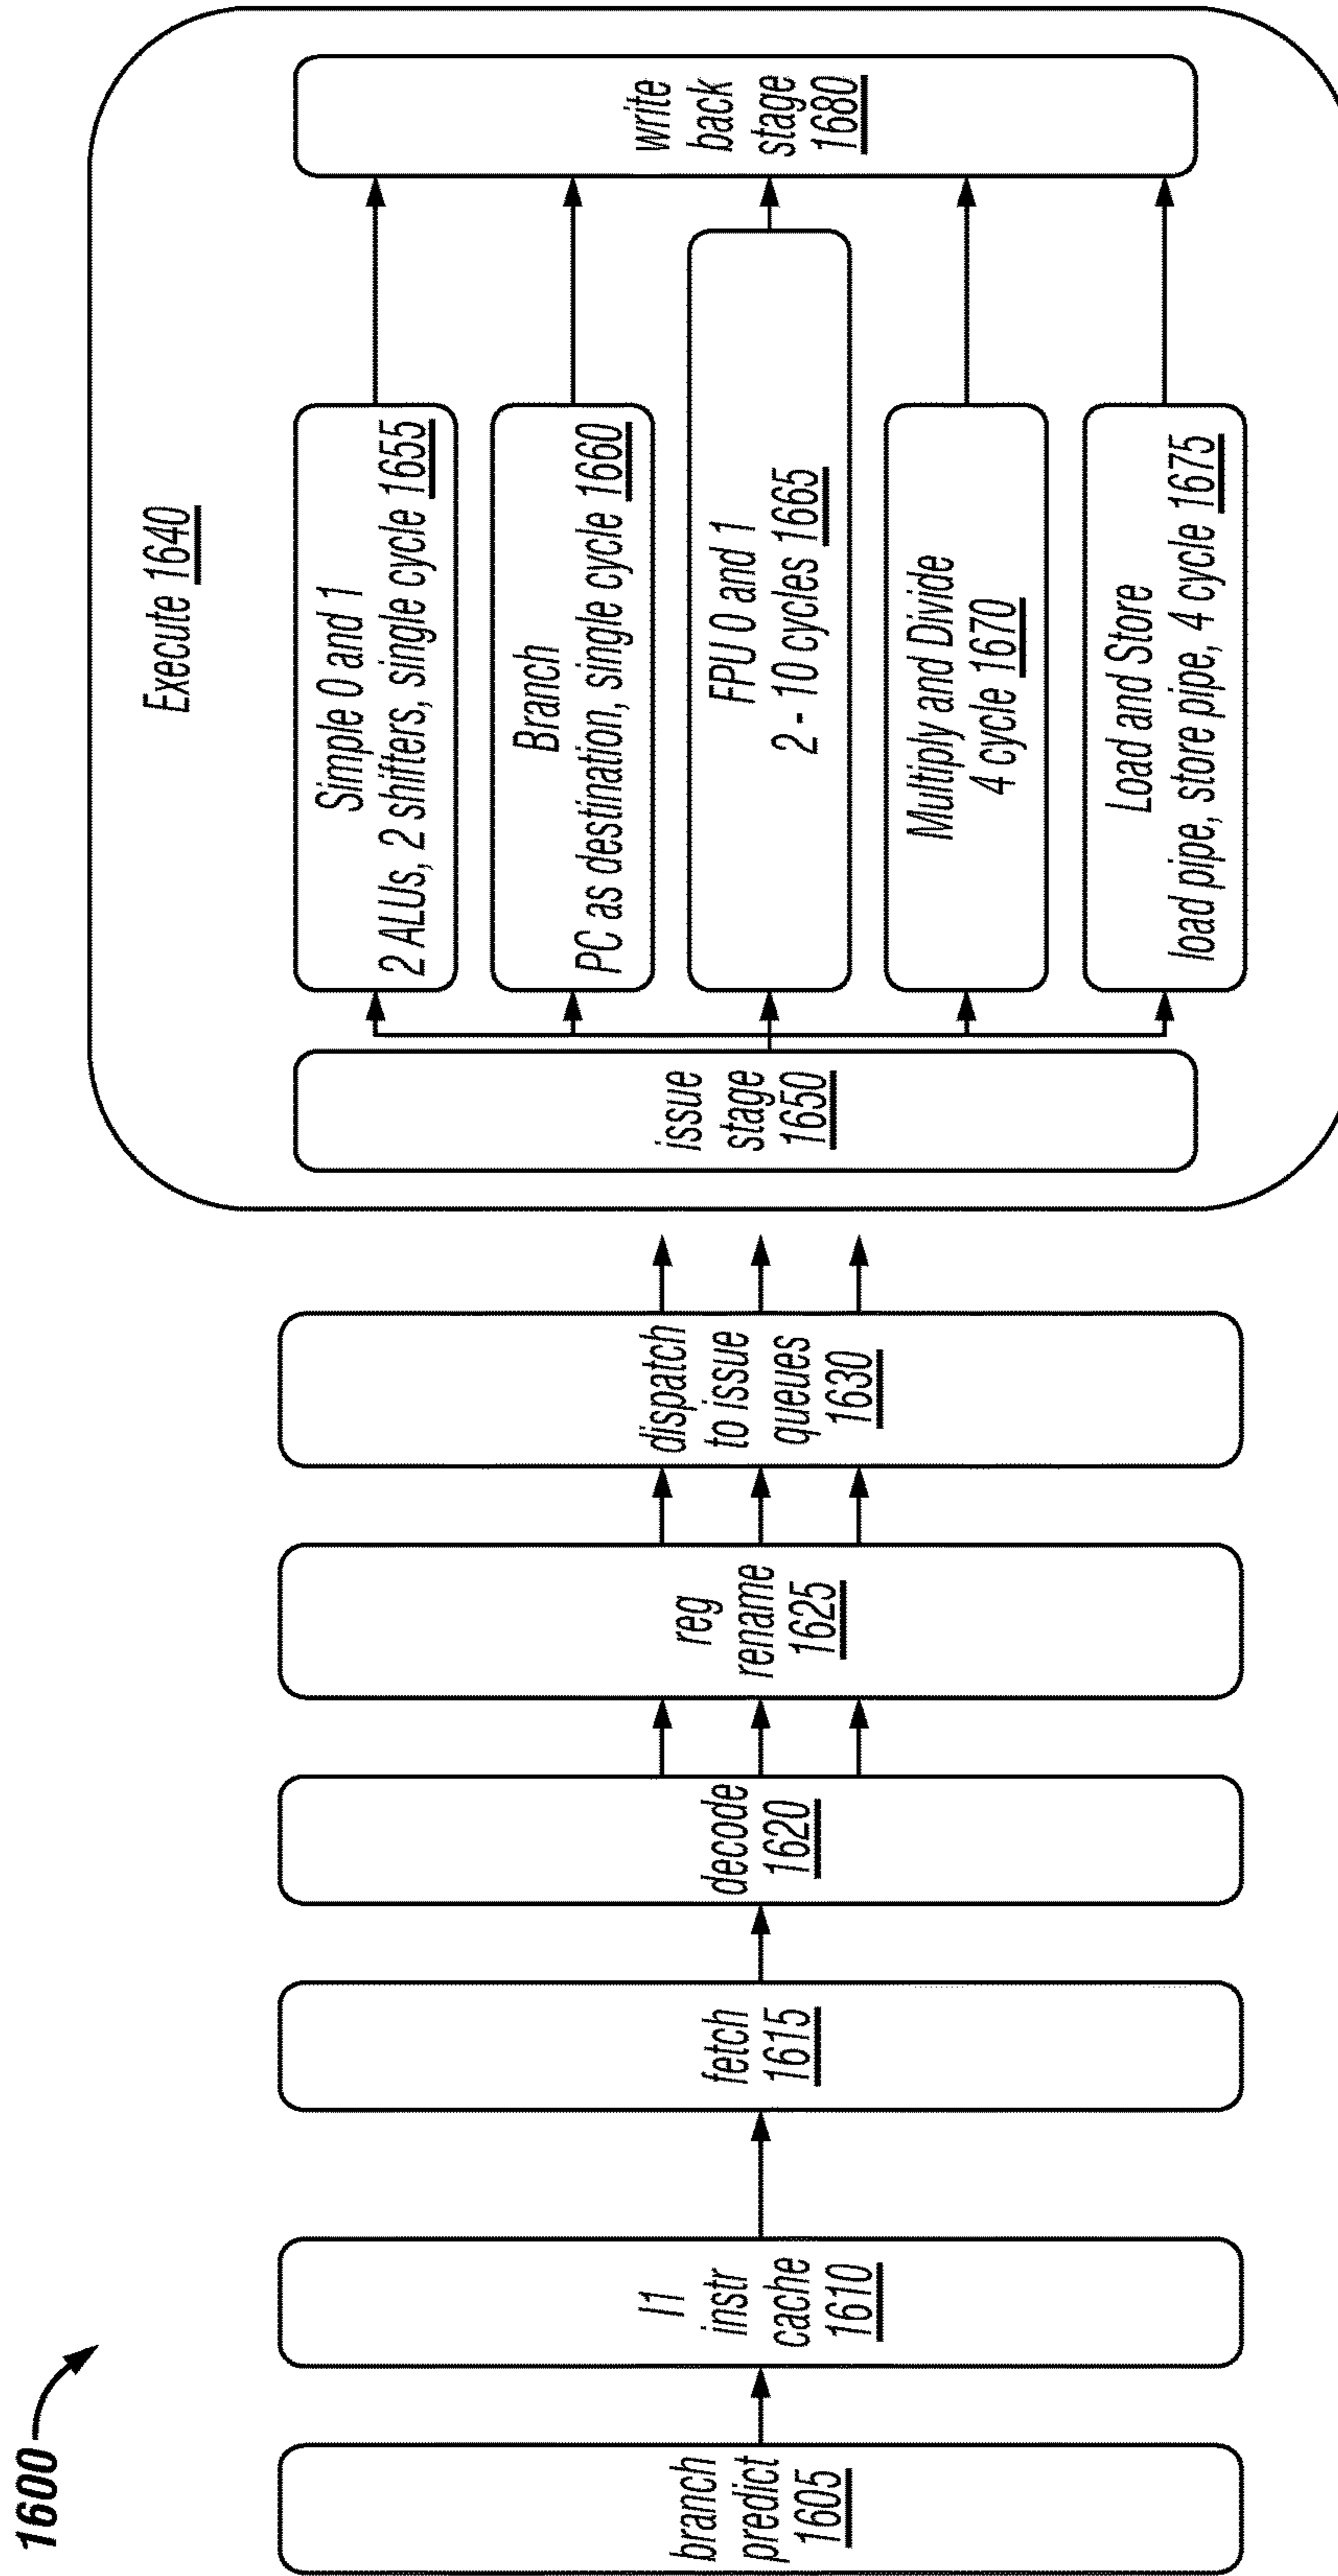 1600
branch
predict
1605
I1
instr
cache
1610
fetch
1615
decode
1620
reg
rename
1625
dispatch
to issue
queues
1630
Execute 1640
issue
stage
1650
Simple 0 and 1
2 ALUs, 2 shifters, single cycle 1655
Branch
PC as destination, single cycle 1660
FPU 0 and 1
2 - 10 cycles 1665
Multiply and Divide
4 cycle 1670
Load and Store
load pipe, store pipe, 4 cycle 1675
write
back
stage
1680